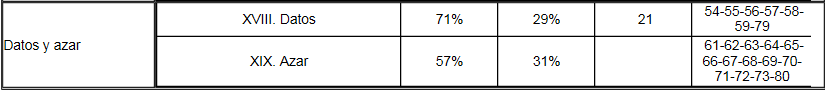 Datos y azar
XVIII. Datos 71% 29% 21 54-55-56-57-58-
59-79
XIX. Azar 57% 31% 61-62-63-64-65-
66-67-68-69-70-
71-72-73-80